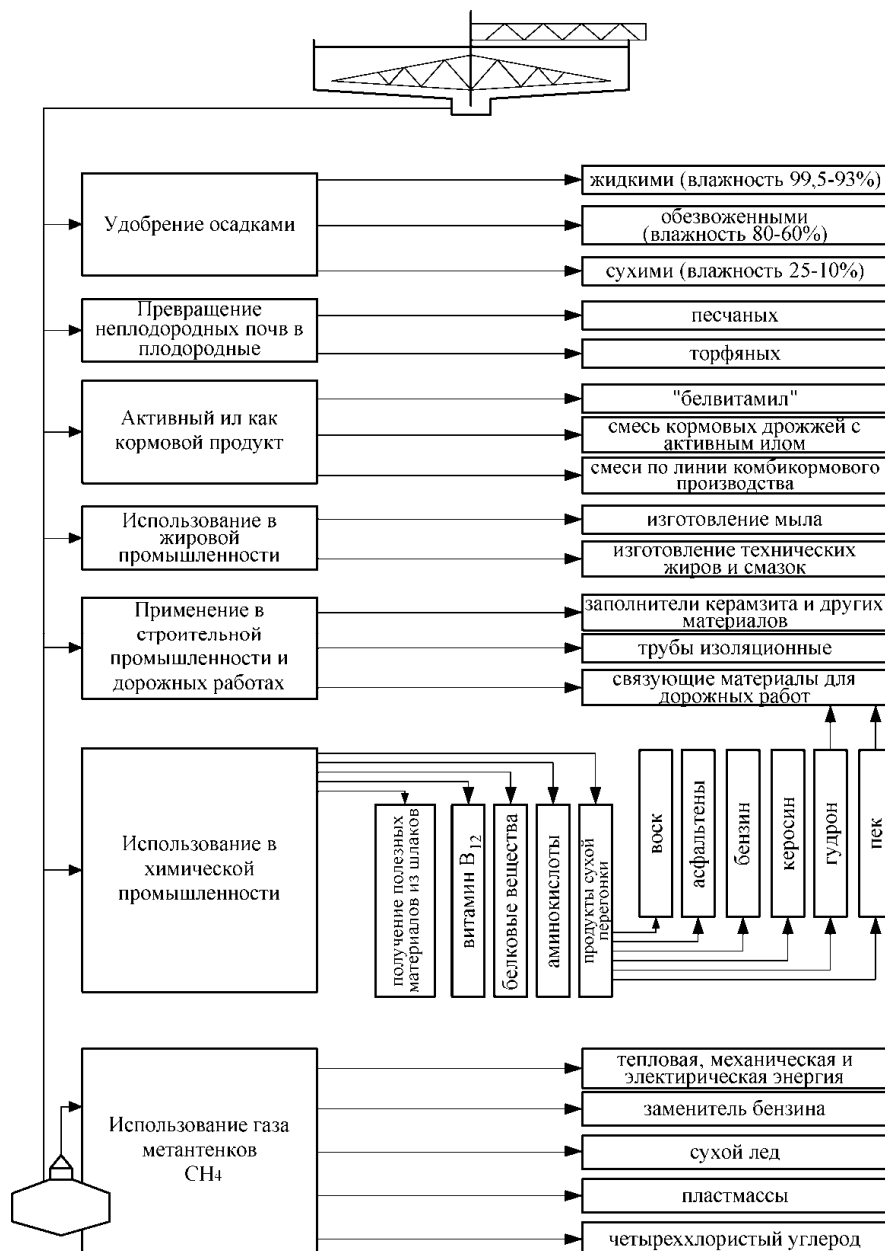 Удобрение осадками
жидкими (влажность 99,5-93%)
обезвоженными
(влажность 80-60%)
сухими (влажность 25-10%)
Превращение
неплодородных почв в
плодородные
песчаных
торфяных
Активный ил как
кормовой продукт
"белвитамил"
смесь кормовых дрожжей с
активным илом
смеси по линии комбикормового
производства
Использование в
жировой
промышленности
изготовление мыла
изготовление технических
жиров и смазок
Применение в
строительной
промышленности и
дорожных работах
заполнители керамзита и других
материалов
трубы изоляционные
связующие материалы для
дорожных работ
Использование в
химической
промышленности
получение полезных
материалов из шлаков
витамин В12
белковые вещества
аминокислоты
продукты сухой
перегонки
воск
асфальтены
бензин
керосин
гудрон
пек
Использование газа
метантенков
CH4
тепловая, механическая и
электирическая энергия
заменитель бензина
сухой лед
пластмассы
четыреххлористый углерод